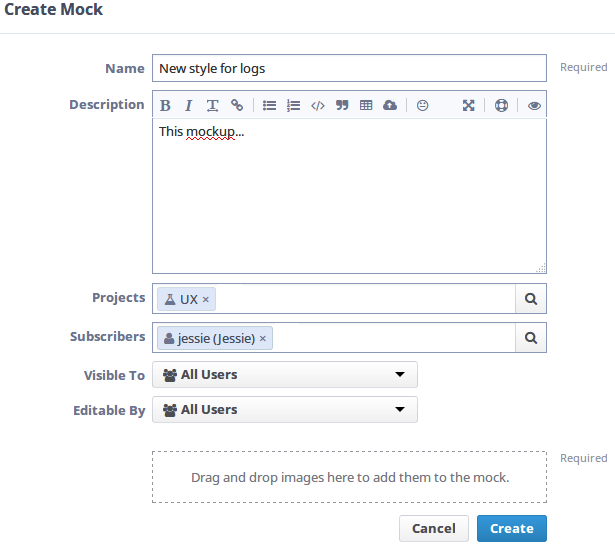 Create Mock
Name New style for logs Required
Description B I T
This mockup...
Projects UX ×
Subscribers jessie (Jessie) ×
Visible To All Users
Editable By All Users
Required
Drag and drop images here to add them to the mock.
Cancel Create